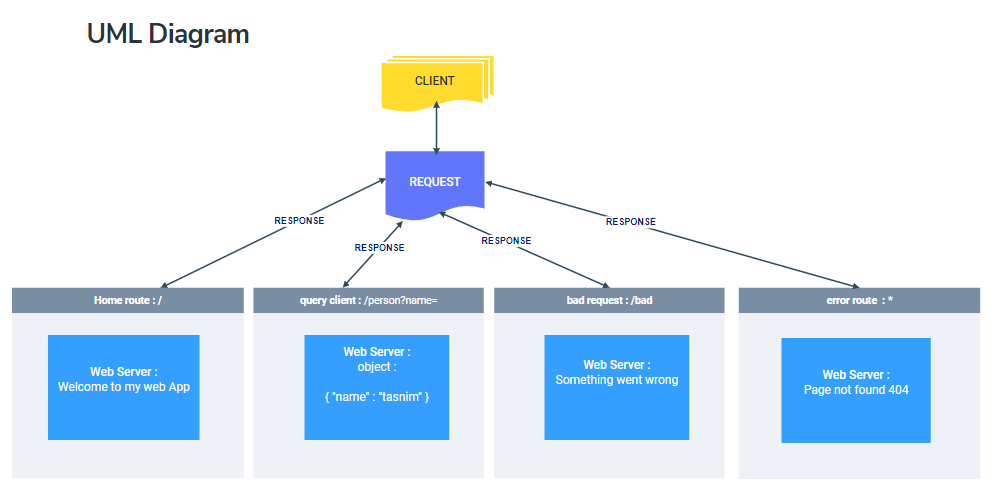 UML Diagram
CLIENT
REQUEST
RESPONSE
RESPONSE
RESPONSE
RESPONSE
Home route : /
Web Server :
Welcome to my web App
query client : /person?name=
Web Server :
object :
{ "name" : "tasnim" }
bad request : /bad
Web Server :
Something went wrong
error route : *
Web Server :
Page not found 404